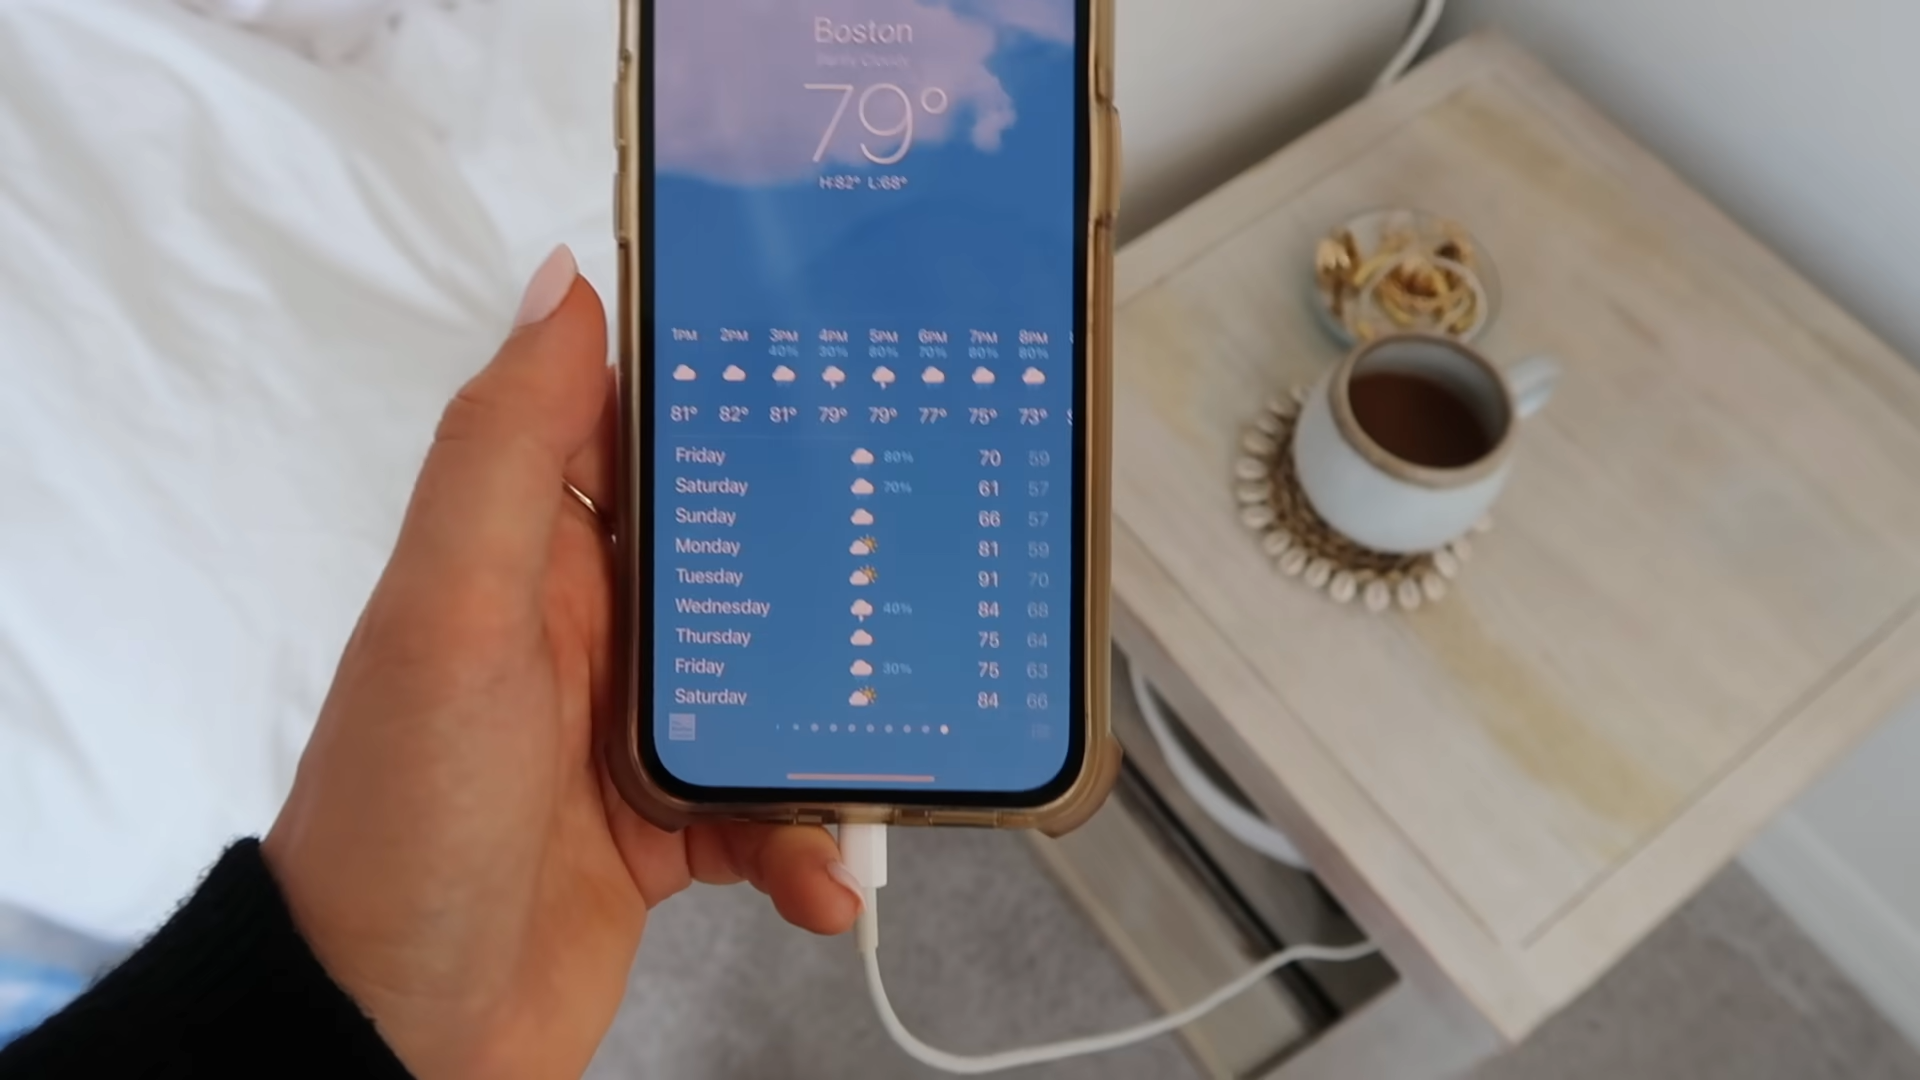 Boston
Partly Cloudy
79°
H:82° L:68°
1PM 2PM 3PM 4PM 5PM 6PM 7PM 8PM
40% 30% 80% 70% 80% 80%
81° 82° 81° 79° 79° 77° 75° 73°
Friday 80% 70 59
Saturday 70% 61 57
Sunday 66 57
Monday 81 59
Tuesday 91 70
Wednesday 40% 84 68
Thursday 75 64
Friday 30% 75 63
Saturday 84 66